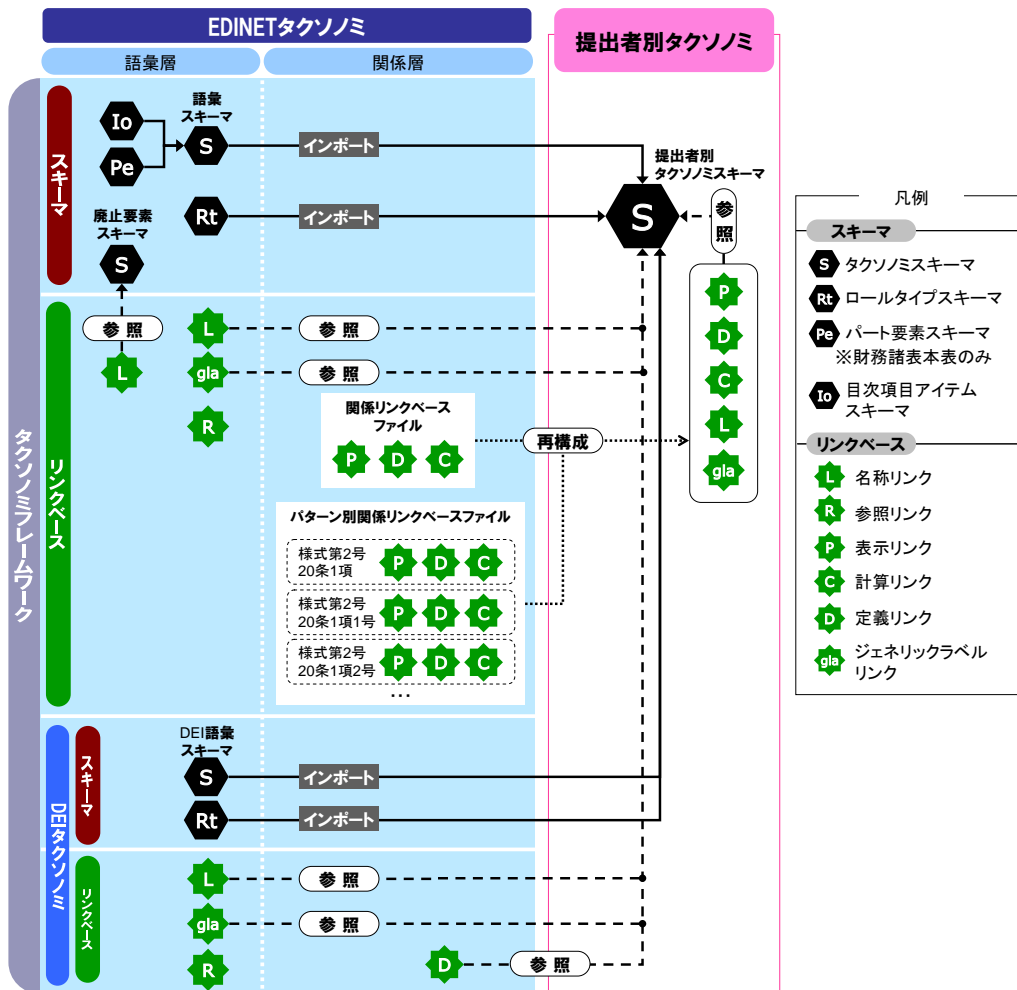 EDINETタクソノミ
提出者別タクソノミ
語彙層
関係層
タクソノミフレームワーク
スキーマ
Io
Pe
語彙
スキーマ
S
インポート
Rt
インポート
廃止要素
スキーマ
S
提出者別
タクソノミスキーマ
S
参照
P
D
C
L
gla
リンクベース
参照
L
L
参照
gla
参照
R
関係リンクベース
ファイル
P D C
再構成
パターン別関係リンクベースファイル
様式第2号
20条1項
P D C
様式第2号
20条1項1号
P D C
様式第2号
20条1項2号
P D C
...
DEIタクソノミ
スキーマ
DEI語彙
スキーマ
S
インポート
Rt
インポート
リンクベース
L
参照
gla
参照
R
D
参照
凡例
スキーマ
S タクソノミスキーマ
Rt ロールタイプスキーマ
Pe パート要素スキーマ
※財務諸表本表のみ
Io 目次項目アイテム
スキーマ
リンクベース
L 名称リンク
R 参照リンク
P 表示リンク
C 計算リンク
D 定義リンク
gla ジェネリックラベル
リンク